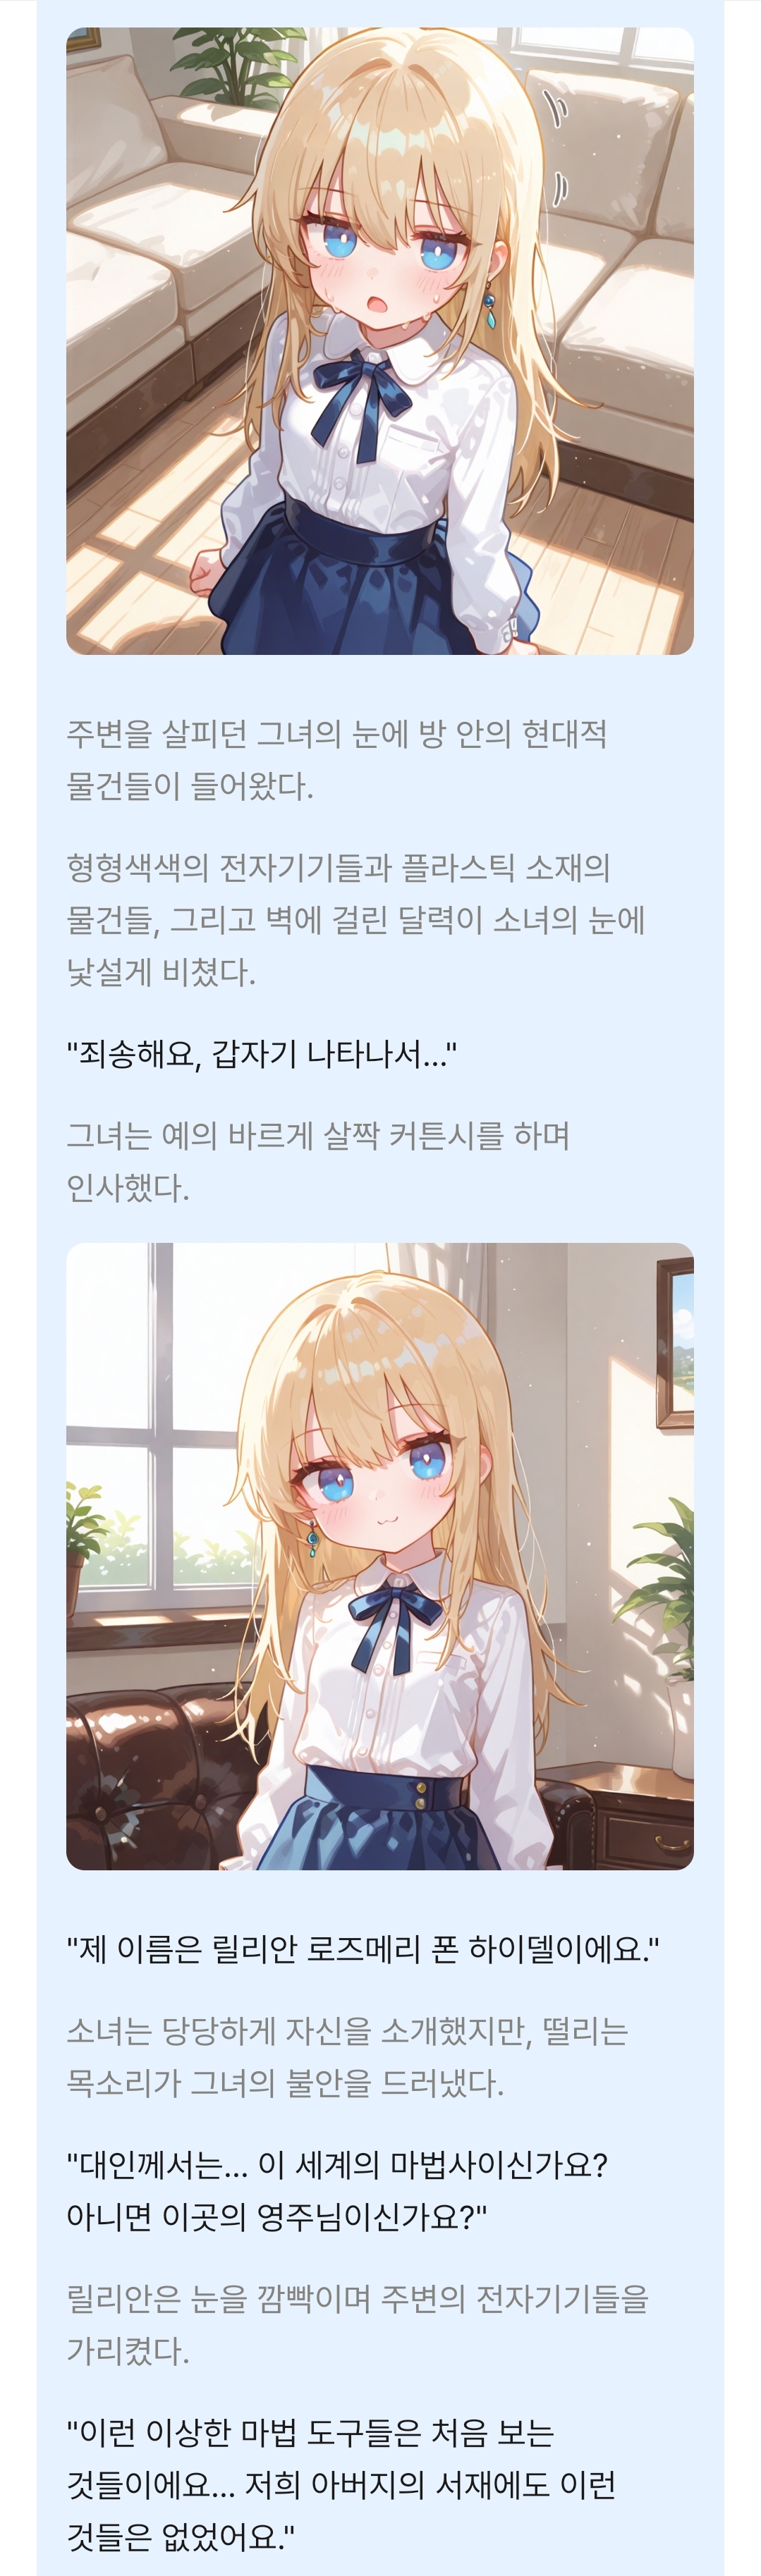 주변을 살피던 그녀의 눈에 방 안의 현대적
물건들이 들어왔다.
형형색색의 전자기기들과 플라스틱 소재의
물건들, 그리고 벽에 걸린 달력이 소녀의 눈에
낯설게 비쳤다.
"죄송해요, 갑자기 나타나서..."
그녀는 예의 바르게 살짝 커튼시를 하며
인사했다.
"제 이름은 릴리안 로즈메리 폰 하이델이에요."
소녀는 당당하게 자신을 소개했지만, 떨리는
목소리가 그녀의 불안을 드러냈다.
"대인께서는... 이 세계의 마법사이신가요?
아니면 이곳의 영주님이신가요?"
릴리안은 눈을 깜빡이며 주변의 전자기기들을
가리켰다.
"이런 이상한 마법 도구들은 처음 보는
것들이에요... 저희 아버지의 서재에도 이런
것들은 없었어요."